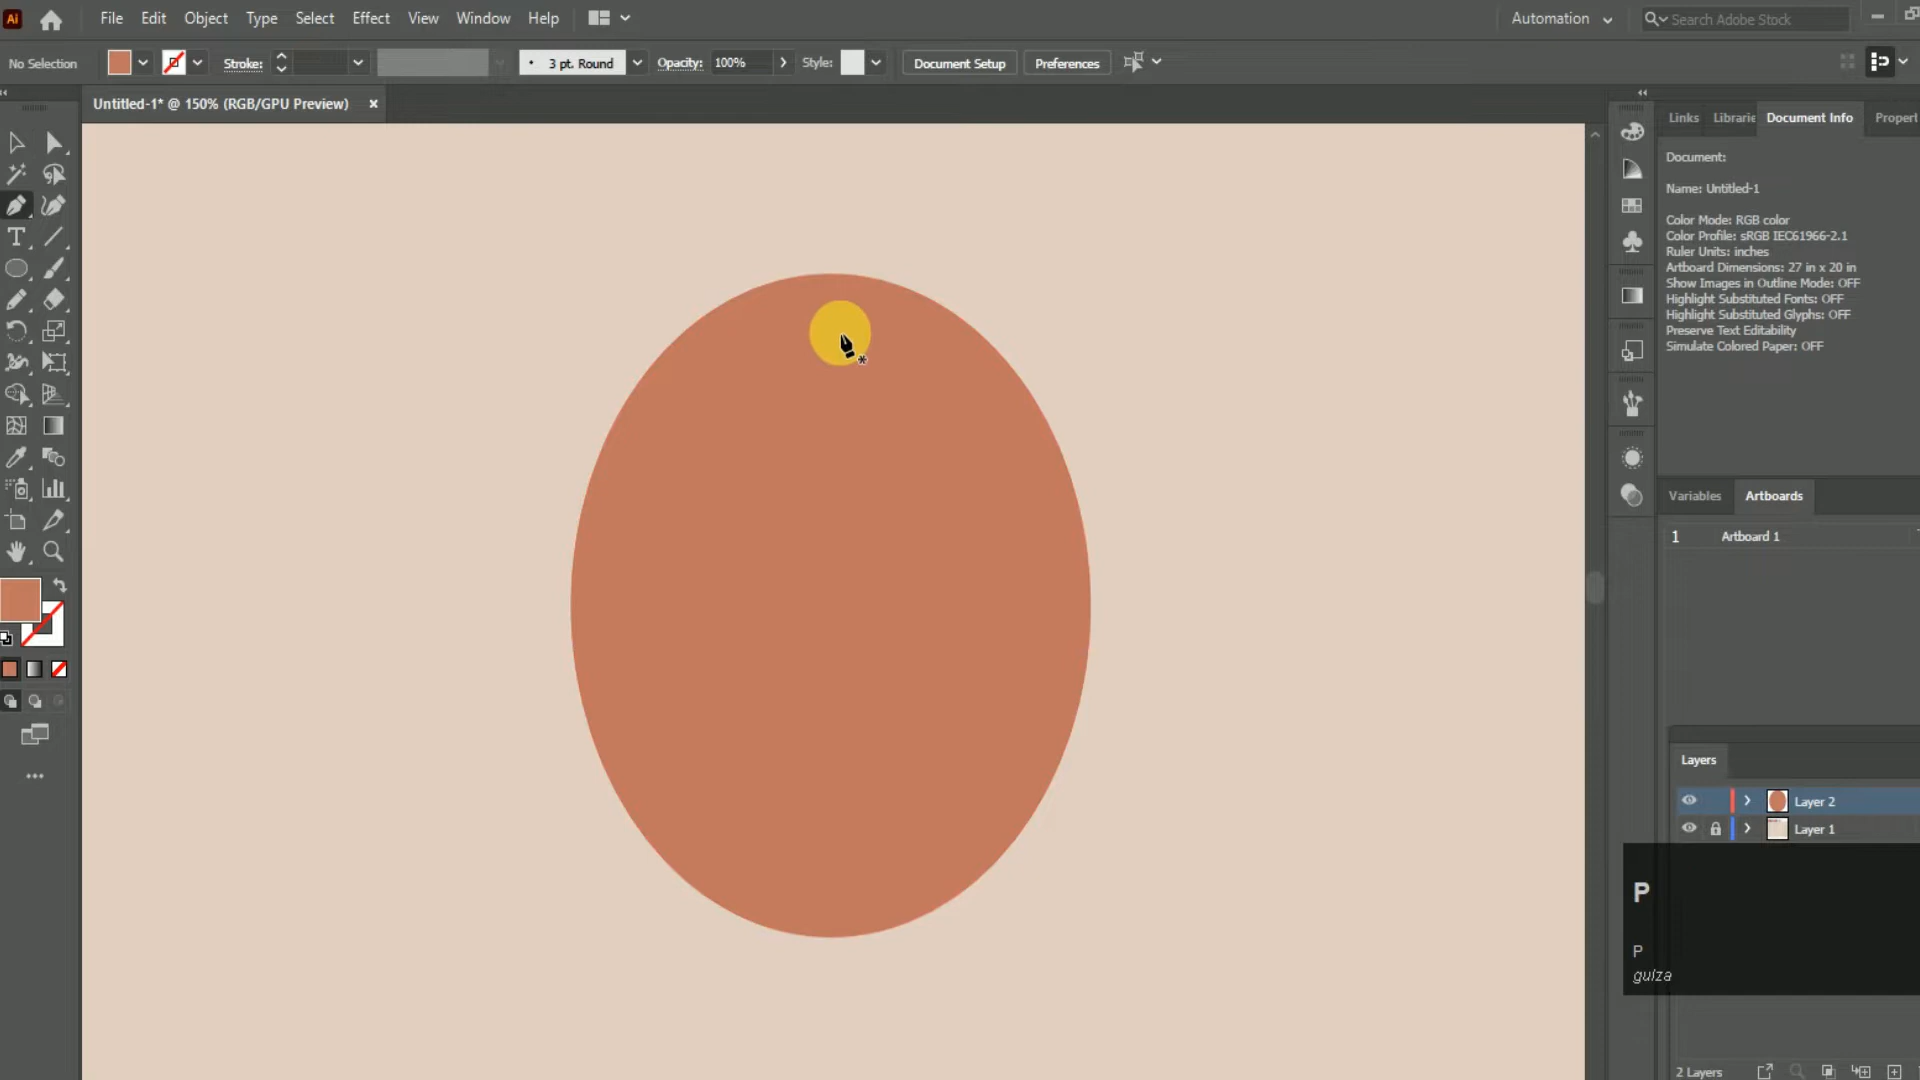 Ai File Edit Object Type Select Effect View Window Help Automation Search Adobe Stock
No Selection Stroke: 3 pt. Round Opacity: 100% Style: Document Setup Preferences
Untitled-1* @ 150% (RGB/GPU Preview) ×
Links Librarie Document Info Propert
Document:
Name: Untitled-1
Color Mode: RGB color
Color Profile: sRGB IEC61966-2.1
Ruler Units: inches
Artboard Dimensions: 27 in x 20 in
Show Images in Outline Mode: OFF
Highlight Substituted Fonts: OFF
Highlight Substituted Glyphs: OFF
Preserve Text Editability
Simulate Colored Paper: OFF
Variables Artboards
1 Artboard 1
Layers
Layer 2
Layer 1
P
P
gulza
2 Layers